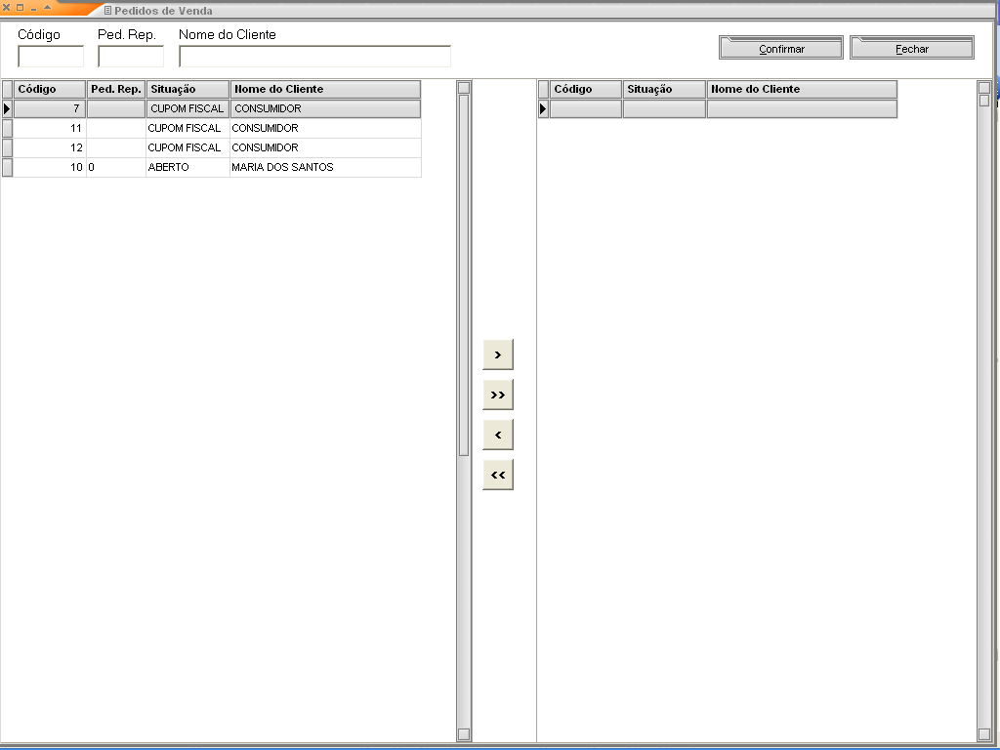 Pedidos de Venda
Código Ped. Rep. Nome do Cliente
Confirmar Fechar
Código Ped. Rep. Situação Nome do Cliente
7 CUPOM FISCAL CONSUMIDOR
11 CUPOM FISCAL CONSUMIDOR
12 CUPOM FISCAL CONSUMIDOR
10 0 ABERTO MARIA DOS SANTOS
>
>>
<
<<
Código Situação Nome do Cliente